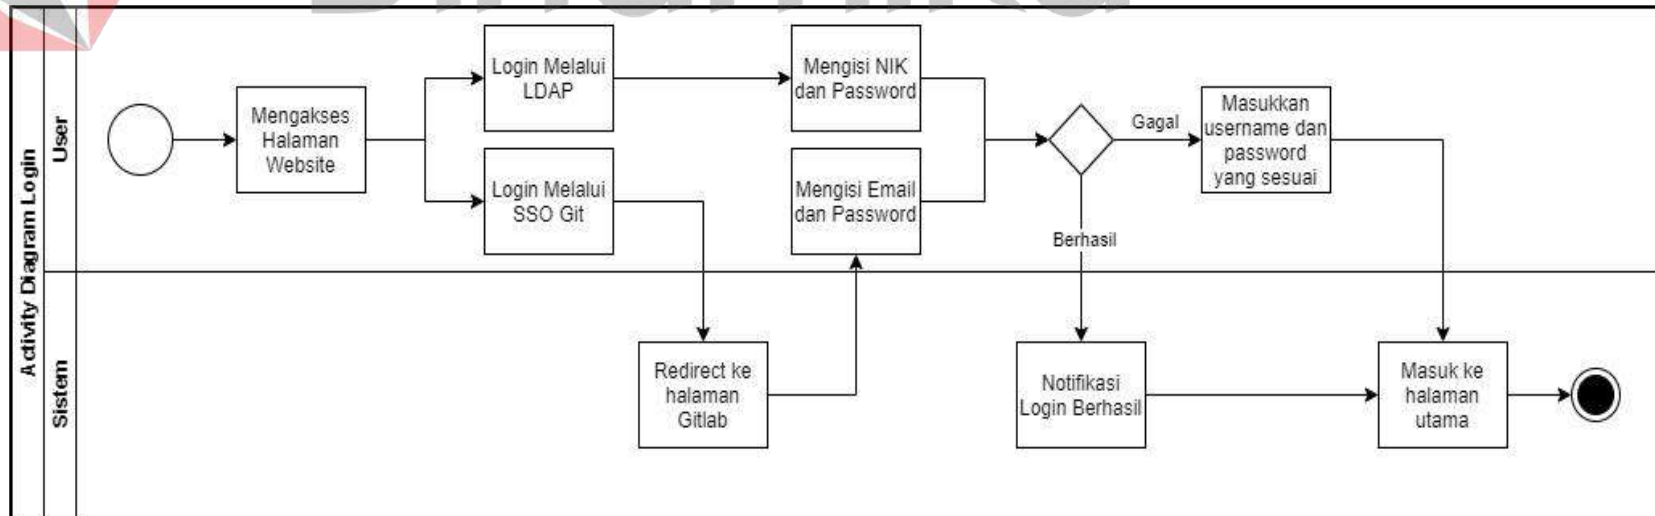 Activity Diagram Login
User
Sistem
Mengakses
Halaman
Website
Login Melalui
LDAP
Login Melalui
SSO Git
Mengisi NIK
dan Password
Mengisi Email
dan Password
Redirect ke
halaman
Gitlab
Gagal
Berhasil
Masukkan
username dan
password
yang sesuai
Notifikasi
Login Berhasil
Masuk ke
halaman
utama